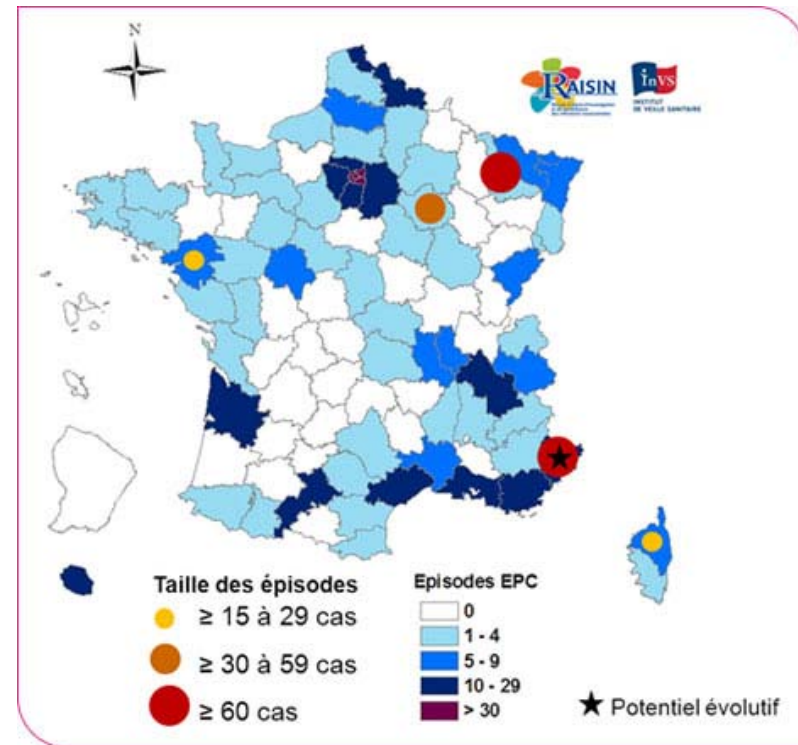 N
RAISIN
InVS
INSTITUT
DE VEILLE SANITAIRE
Taille des épisodes
≥ 15 à 29 cas
≥ 30 à 59 cas
≥ 60 cas
Episodes EPC
0
1 - 4
5 - 9
10 - 29
> 30
★ Potentiel évolutif